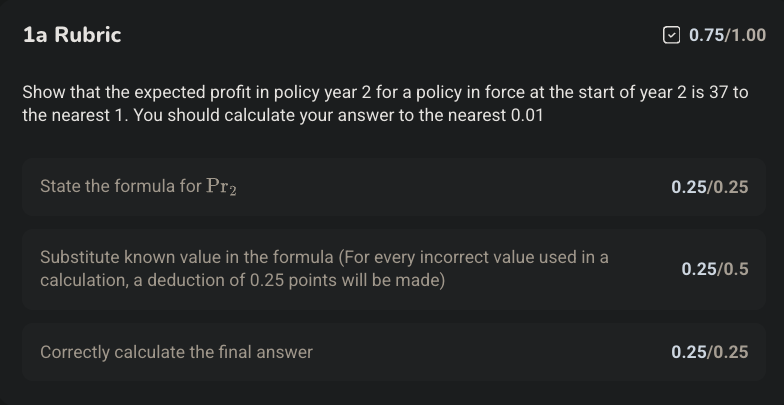 1a Rubric
0.75/1.00
Show that the expected profit in policy year 2 for a policy in force at the start of year 2 is 37 to
the nearest 1. You should calculate your answer to the nearest 0.01
State the formula for Pr₂
0.25/0.25
Substitute known value in the formula (For every incorrect value used in a
calculation, a deduction of 0.25 points will be made)
0.25/0.5
Correctly calculate the final answer
0.25/0.25